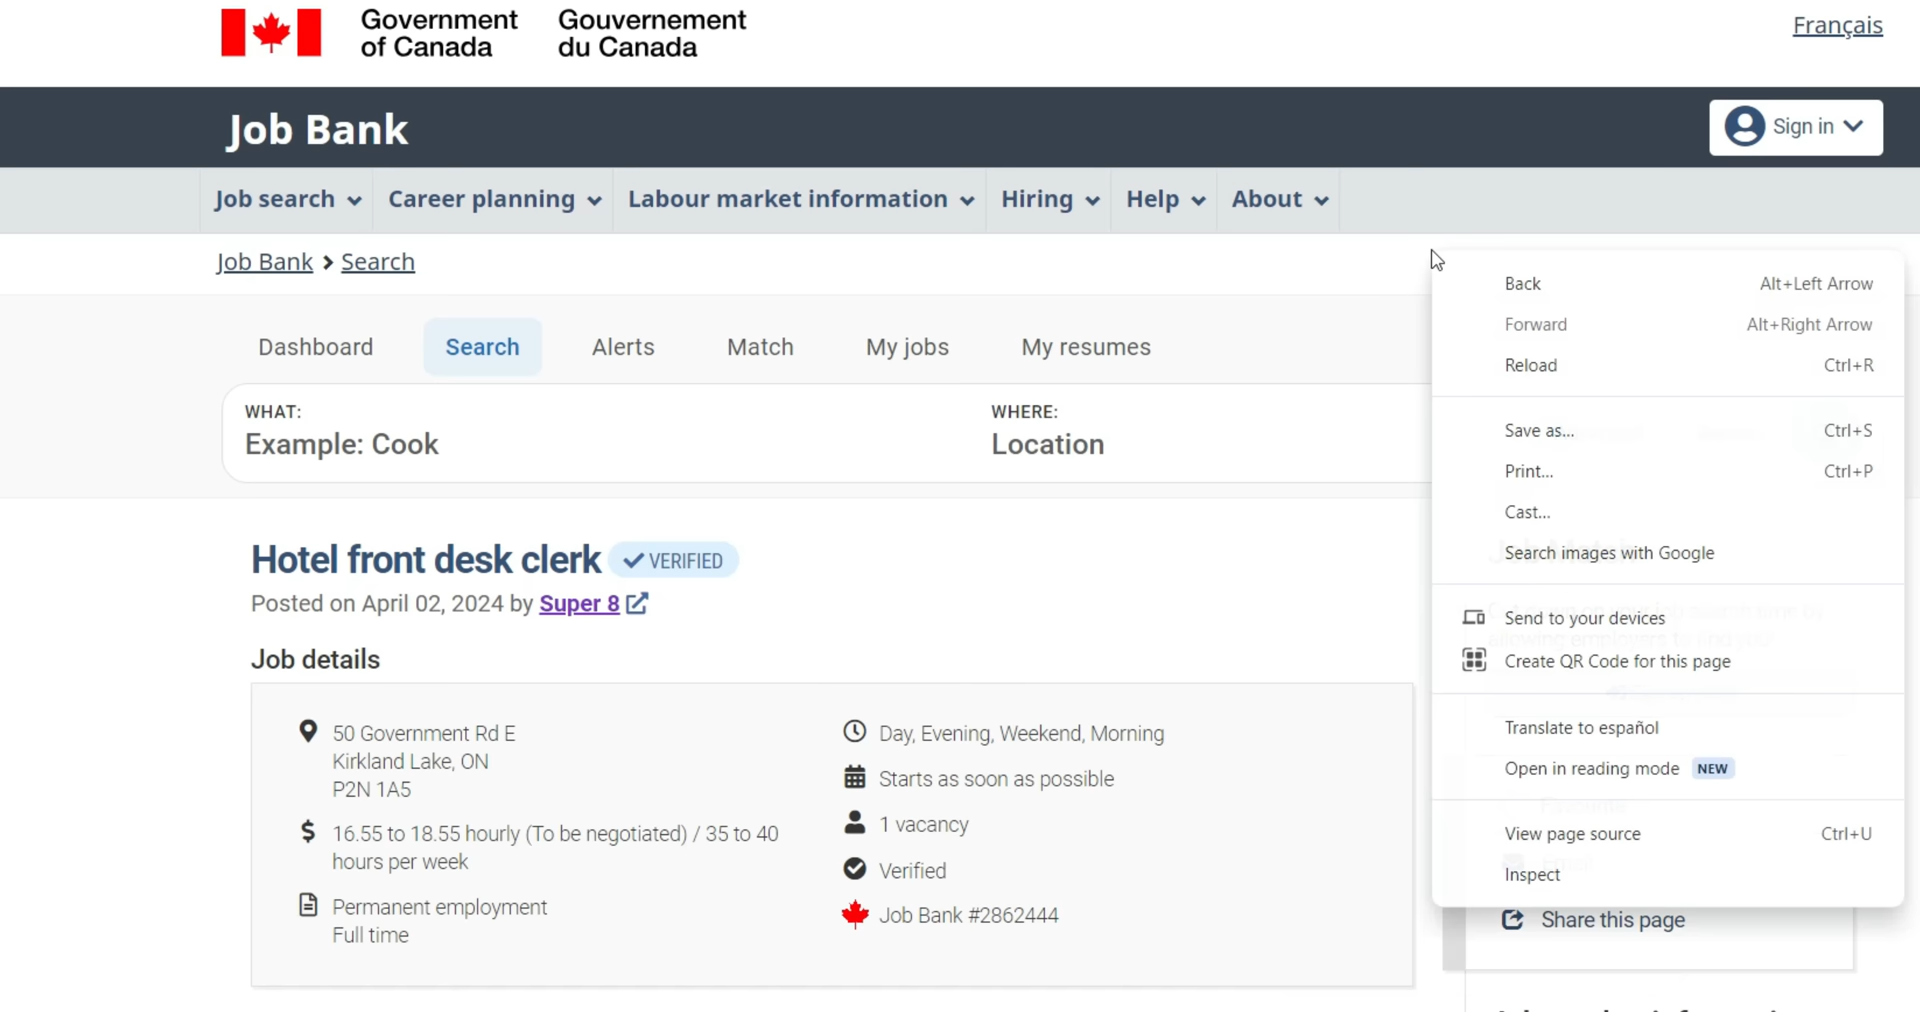 Government
of Canada
Gouvernement
du Canada
Français
Job Bank
Sign in
Job search
Career planning
Labour market information
Hiring
Help
About
Job Bank > Search
Dashboard
Search
Alerts
Match
My jobs
My resumes
WHAT:
Example: Cook
WHERE:
Location
Hotel front desk clerk
VERIFIED
Posted on April 02, 2024 by Super 8
Job details
50 Government Rd E
Kirkland Lake, ON
P2N 1A5
$ 16.55 to 18.55 hourly (To be negotiated) / 35 to 40
hours per week
Permanent employment
Full time
Day, Evening, Weekend, Morning
Starts as soon as possible
1 vacancy
Verified
Job Bank #2862444
Back Alt+Left Arrow
Forward Alt+Right Arrow
Reload Ctrl+R
Save as... Ctrl+S
Print... Ctrl+P
Cast...
Search images with Google
Send to your devices
Create QR Code for this page
Translate to español
Open in reading mode NEW
View page source Ctrl+U
Inspect
Share this page